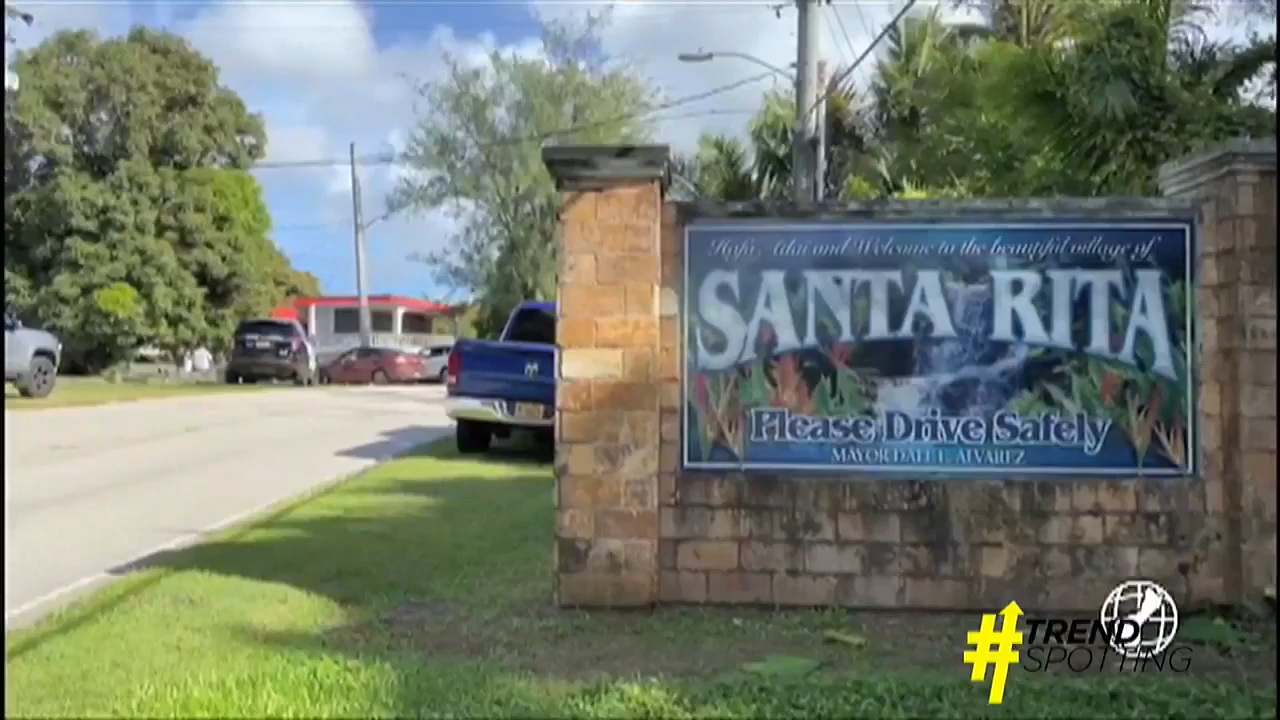 Hafa Adai and Welcome to the beautiful village of
SANTA RITA
Please Drive Safely
MAYOR DALE E. ALVAREZ
#TREND
SPOTTING